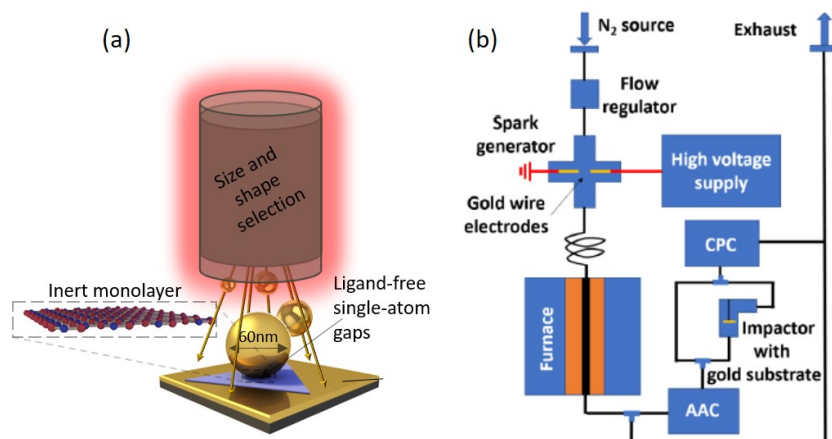 (a)
Size and
shape
selection
Inert monolayer
Ligand-free
single-atom
gaps
60nm
(b)
N₂ source
Exhaust
Flow
regulator
Spark
generator
High voltage
supply
Gold wire
electrodes
CPC
Furnace
Impactor
with
gold substrate
AAC